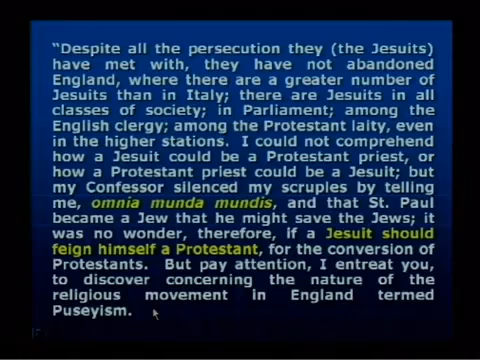 “Despite all the persecution they (the Jesuits)
have met with, they have not abandoned
England, where there are a greater number of
Jesuits than in Italy; there are Jesuits in all
classes of society; in Parliament; among the
English clergy; among the Protestant laity, even
in the higher stations.  I could not comprehend
how a Jesuit could be a Protestant priest, or
how a Protestant priest could be a Jesuit; but
my Confessor silenced my scruples by telling
me, omnia munda mundis, and that St. Paul
became a Jew that he might save the Jews; it
was no wonder, therefore, if a Jesuit should
feign himself a Protestant, for the conversion of
Protestants.  But pay attention, I entreat you,
to discover concerning the nature of the
religious movement in England termed
Puseyism.